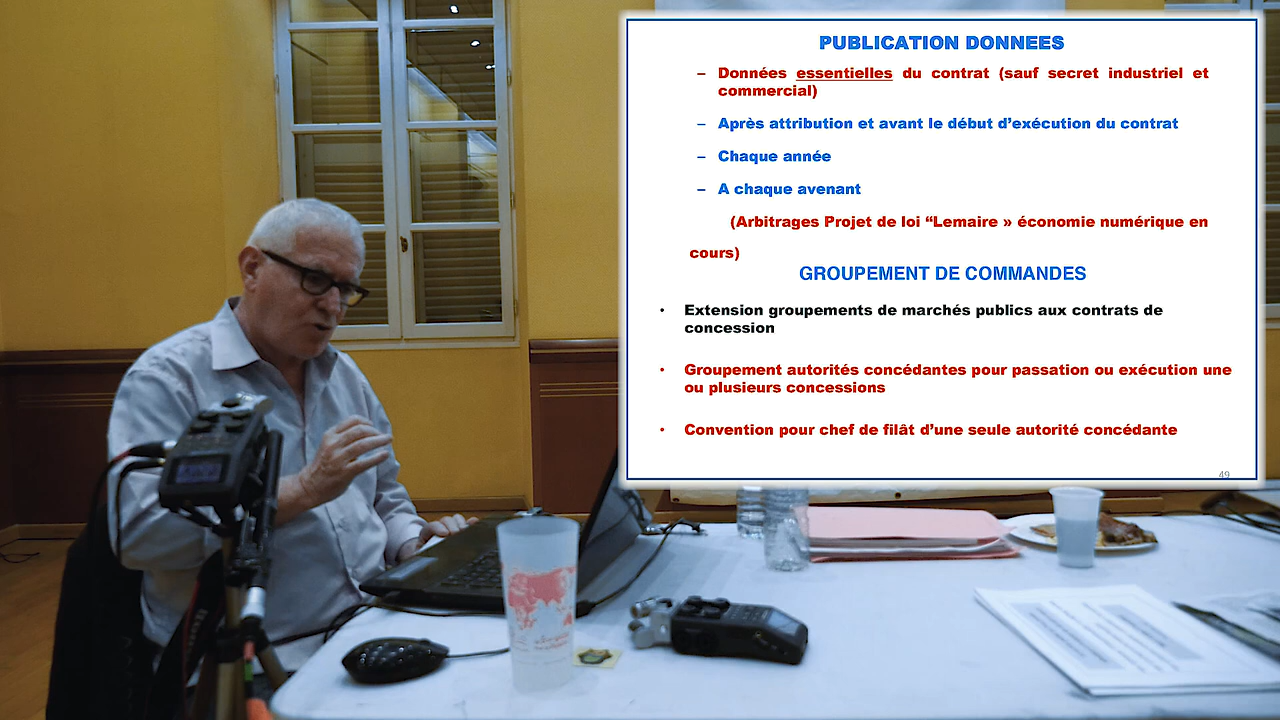 PUBLICATION DONNEES
– Données essentielles du contrat (sauf secret industriel et
commercial)
– Après attribution et avant le début d’exécution du contrat
– Chaque année
– A chaque avenant
(Arbitrages Projet de loi “Lemaire » économie numérique en
cours)
GROUPEMENT DE COMMANDES
• Extension groupements de marchés publics aux contrats de
concession
• Groupement autorités concédantes pour passation ou exécution une
ou plusieurs concessions
• Convention pour chef de filât d’une seule autorité concédante
49